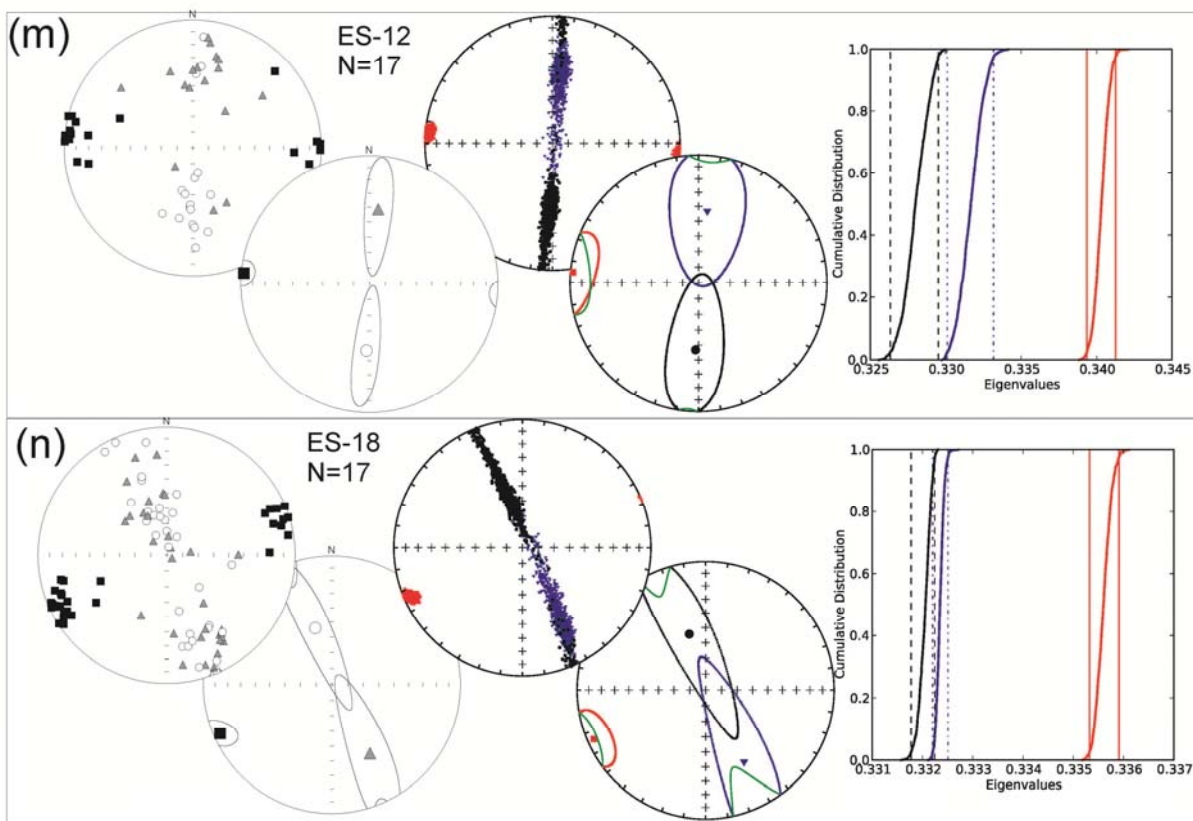 (m)
N
ES-12
N=17
N
Cumulative Distribution
1.0
0.8
0.6
0.4
0.2
0.0
0.325 0.330 0.335 0.340 0.345
Eigenvalues
(n)
N
ES-18
N=17
N
Cumulative Distribution
1.0
0.8
0.6
0.4
0.2
0.0
0.331 0.332 0.333 0.334 0.335 0.336 0.337
Eigenvalues